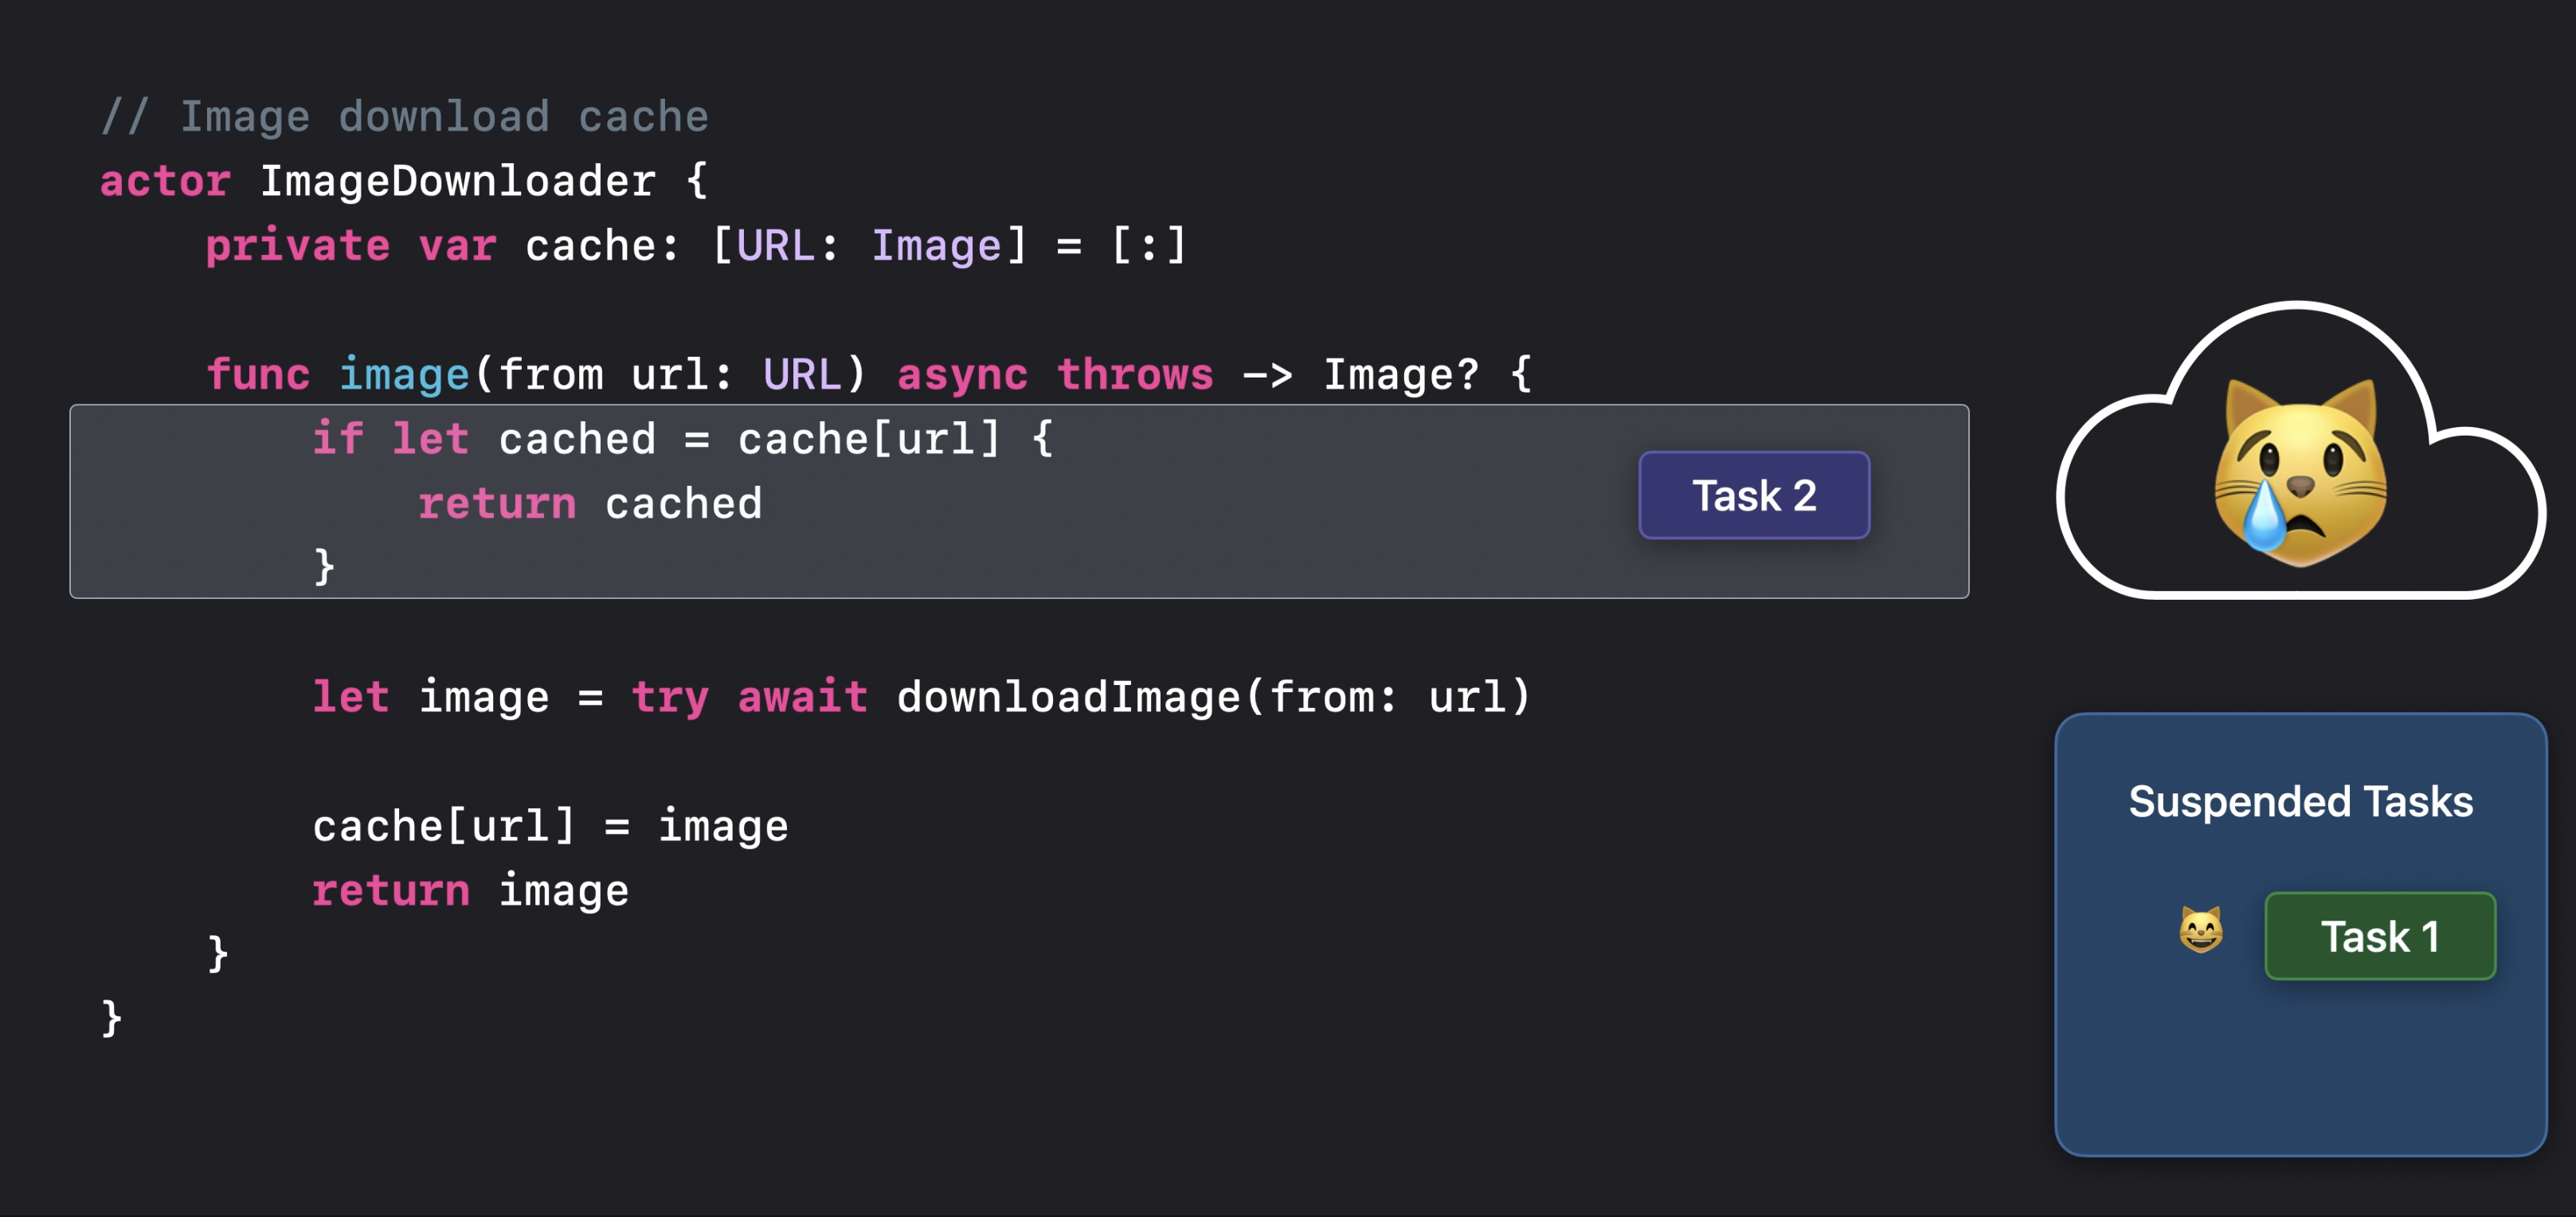 // Image download cache
actor ImageDownloader {
    private var cache: [URL: Image] = [:]
    func image(from url: URL) async throws -> Image? {
        if let cached = cache[url] {
            return cached
        }
        let image = try await downloadImage(from: url)
        cache[url] = image
        return image
    }
}
Task 2
Suspended Tasks
Task 1